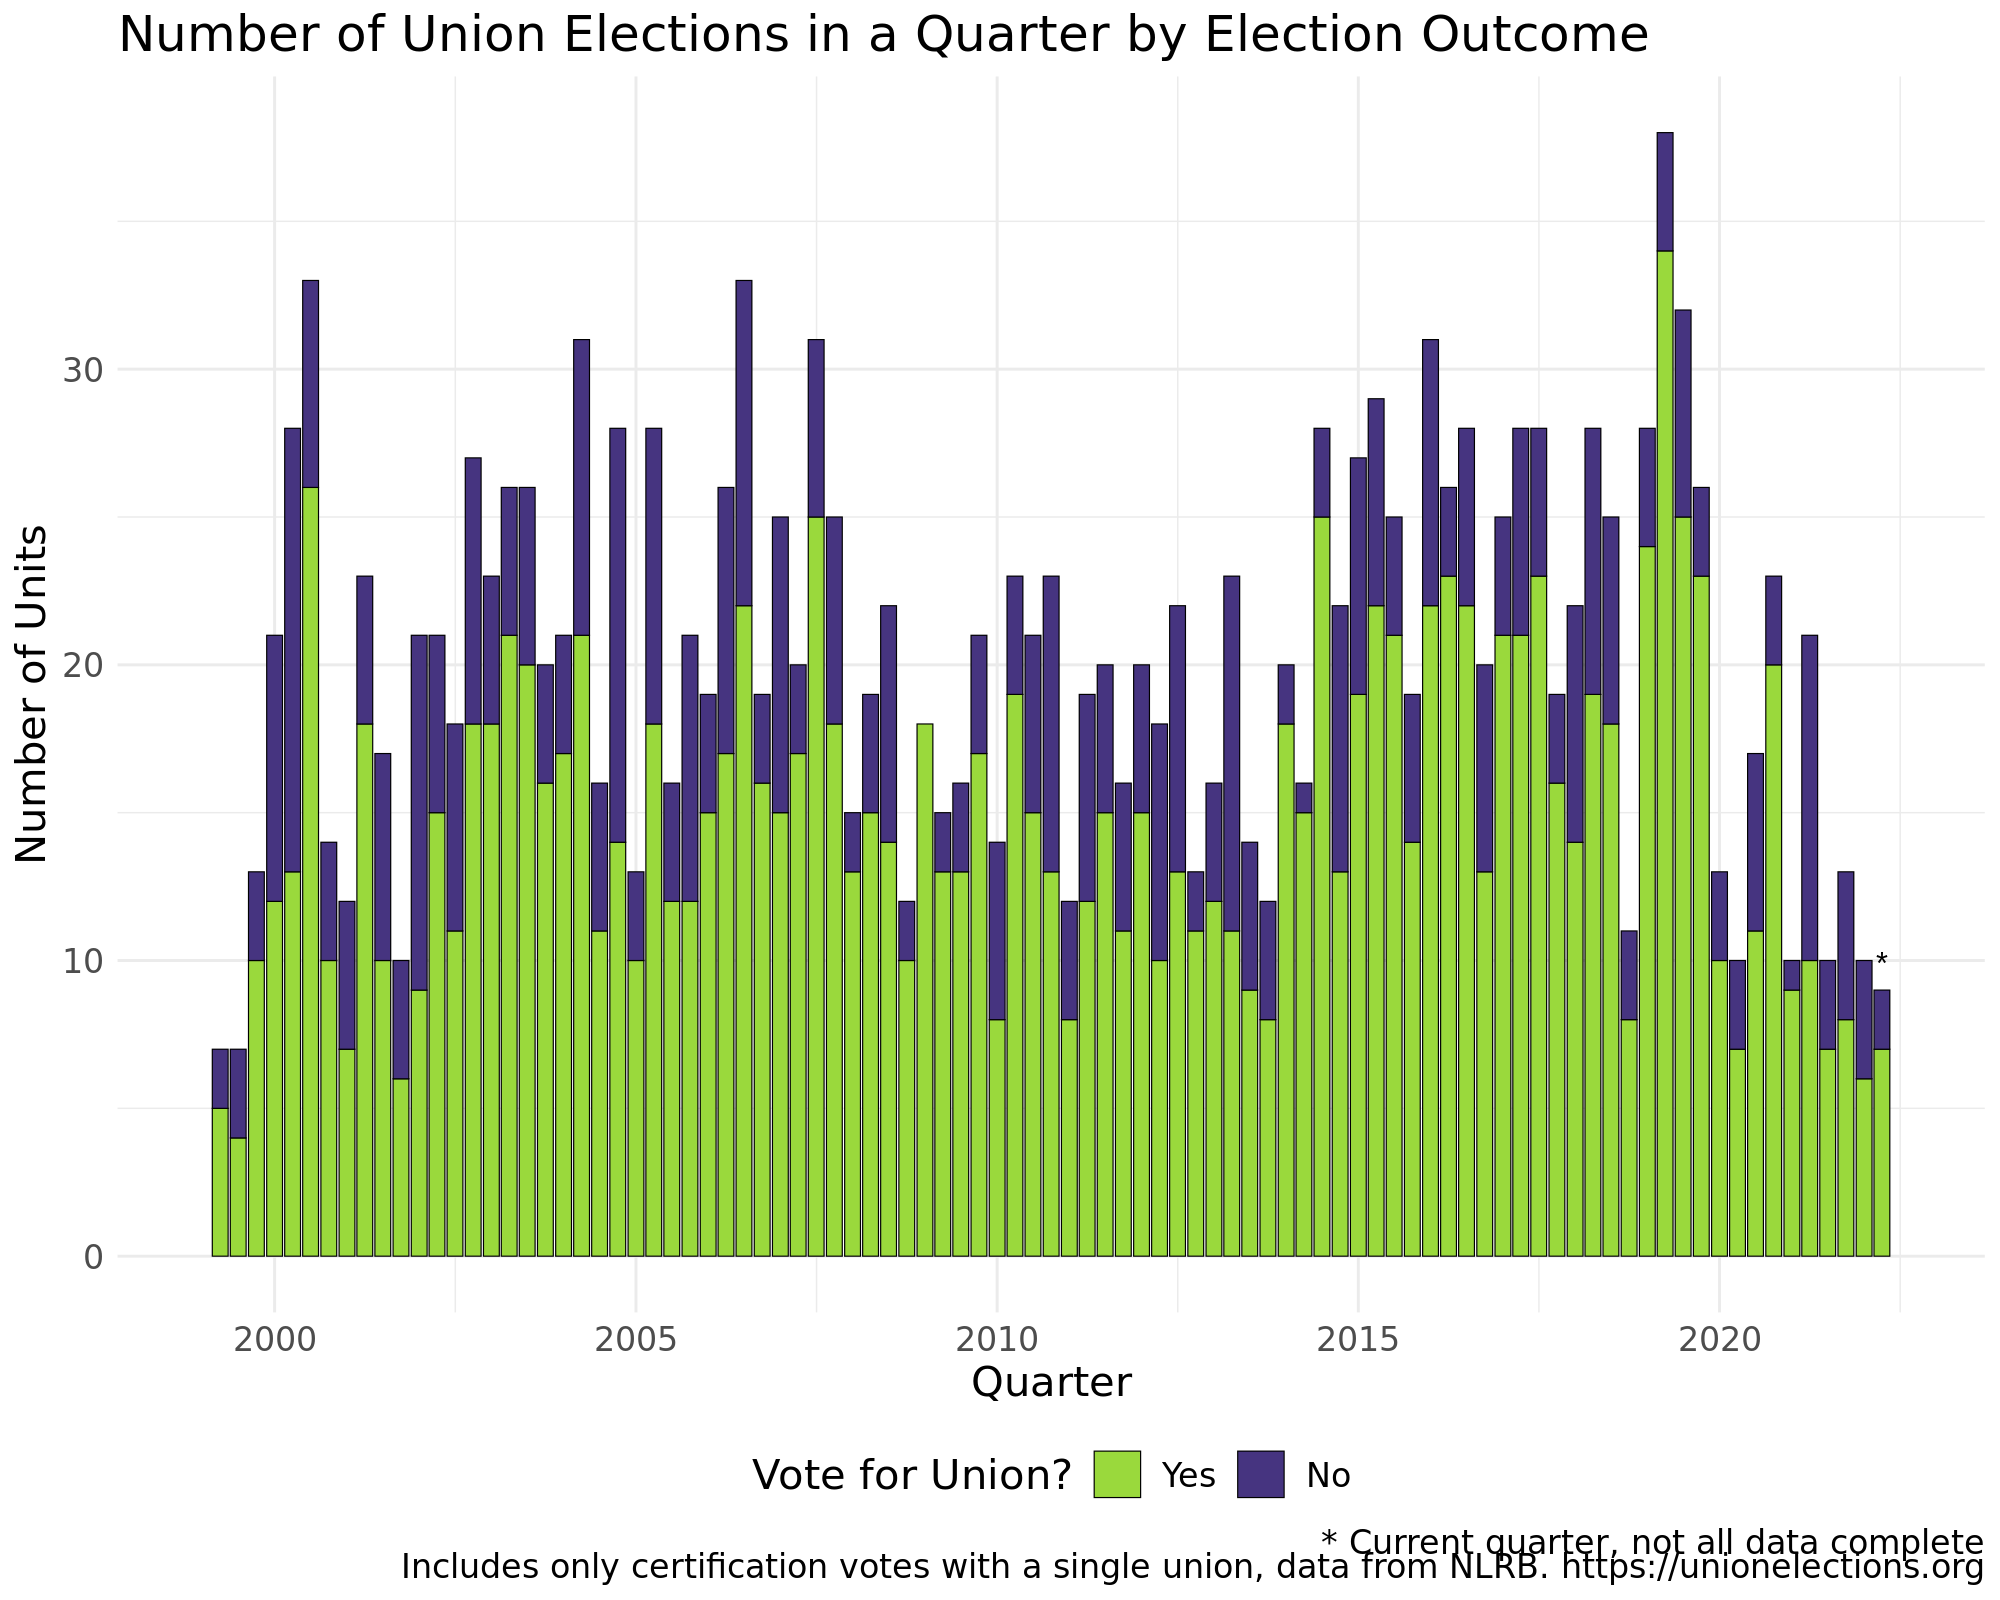 Number of Union Elections in a Quarter by Election Outcome
Number of Units
30
20
10
0
*
2000 2005 2010 2015 2020
Quarter
Vote for Union? Yes No
* Current quarter, not all data complete
Includes only certification votes with a single union, data from NLRB. https://unionelections.org